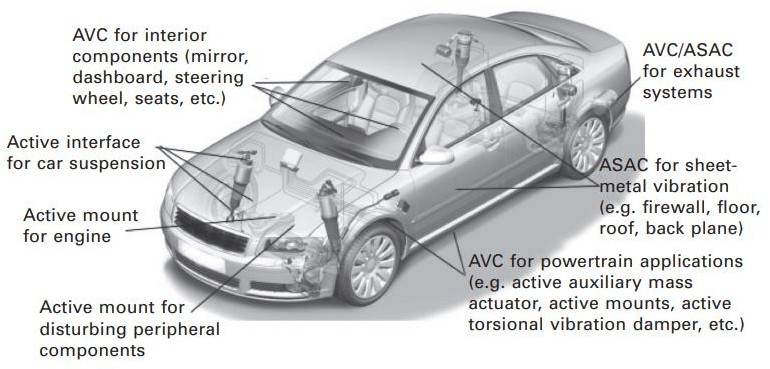 AVC for interior
components (mirror,
dashboard, steering
wheel, seats, etc.)
AVC/ASAC
for exhaust
systems
Active interface
for car suspension
ASAC for sheet-
metal vibration
(e.g. firewall, floor,
roof, back plane)
Active mount
for engine
AVC for powertrain applications
(e.g. active auxiliary mass
actuator, active mounts, active
torsional vibration damper, etc.)
Active mount for
disturbing peripheral
components